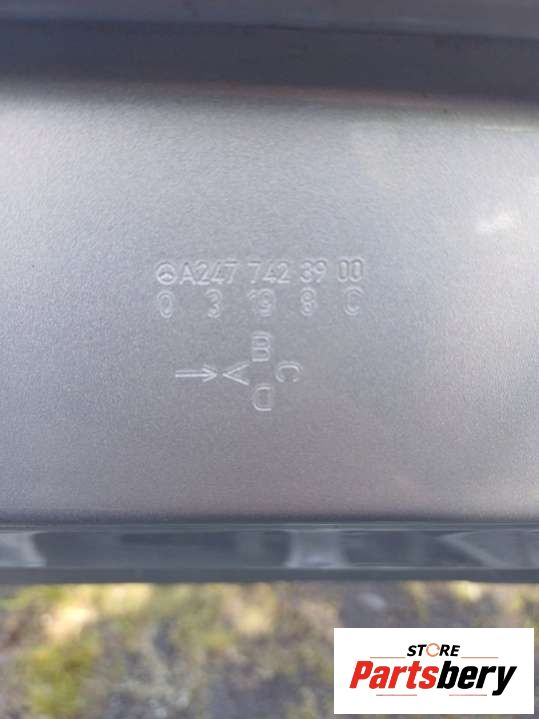 A247 742 39 00
0 3 19 8 C
B
C
A
D
STORE
Partsbery